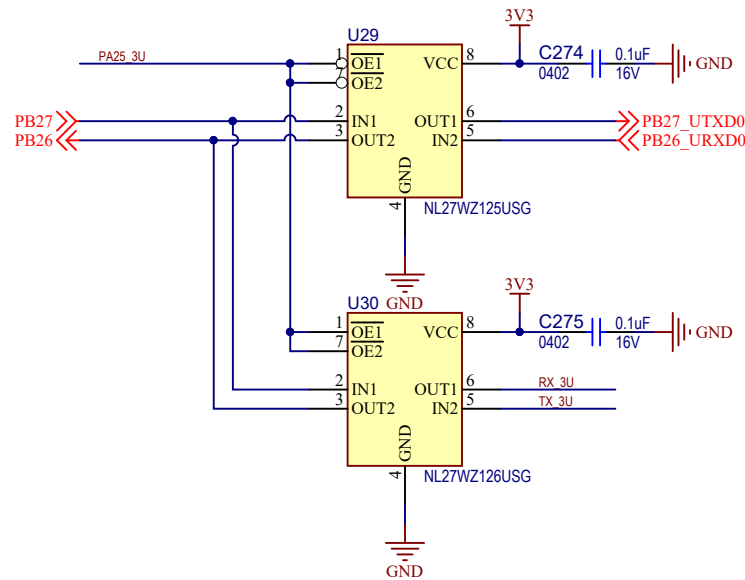 3V3
U29
PA25_3U
1 OE1 VCC 8 C274 0.1uF GND
7 OE2 0402 16V
PB27 2 IN1 OUT1 6 PB27_UTXD0
PB26 3 OUT2 IN2 5 PB26_URXD0
GND
4
NL27WZ125USG
GND
3V3
U30
1 OE1 VCC 8 C275 0.1uF GND
7 OE2 0402 16V
2 IN1 OUT1 6 RX_3U
3 OUT2 IN2 5 TX_3U
GND
4
NL27WZ126USG
GND